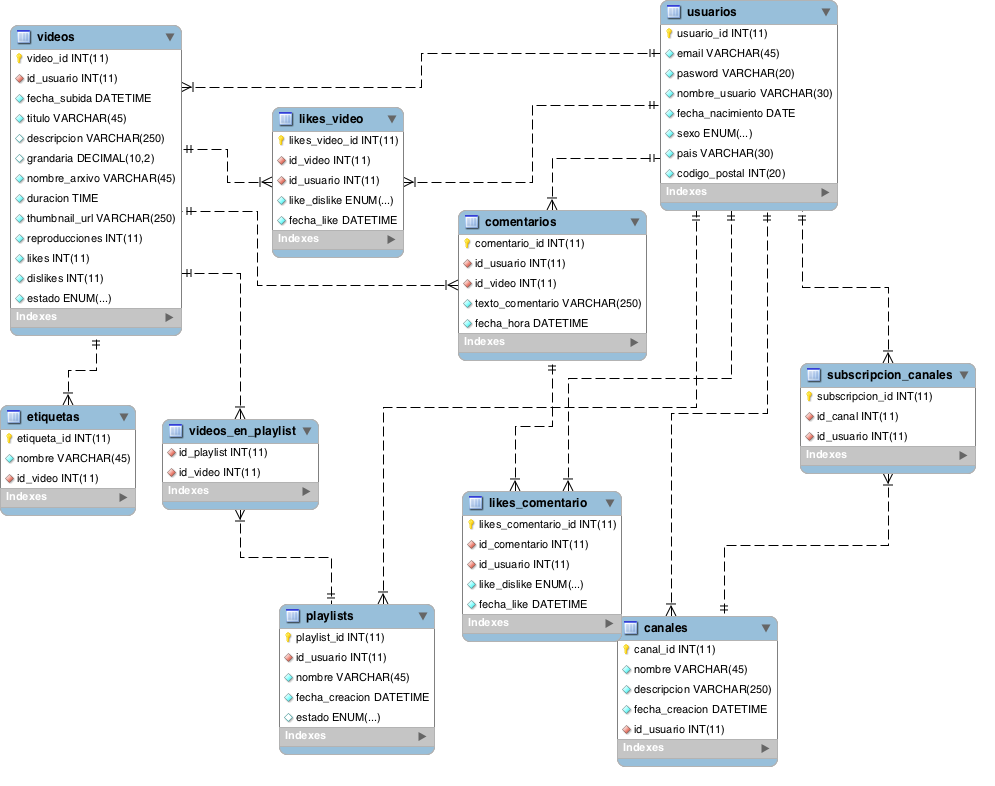 videos
video_id INT(11)
id_usuario INT(11)
fecha_subida DATETIME
titulo VARCHAR(45)
descripcion VARCHAR(250)
grandaria DECIMAL(10,2)
nombre_arxivo VARCHAR(45)
duracion TIME
thumbnail_url VARCHAR(250)
reproducciones INT(11)
likes INT(11)
dislikes INT(11)
estado ENUM(...)
Indexes
likes_video
likes_video_id INT(11)
id_video INT(11)
id_usuario INT(11)
like_dislike ENUM(...)
fecha_like DATETIME
Indexes
usuarios
usuario_id INT(11)
email VARCHAR(45)
pasword VARCHAR(20)
nombre_usuario VARCHAR(30)
fecha_nacimiento DATE
sexo ENUM(...)
pais VARCHAR(30)
codigo_postal INT(20)
Indexes
comentarios
comentario_id INT(11)
id_usuario INT(11)
id_video INT(11)
texto_comentario VARCHAR(250)
fecha_hora DATETIME
Indexes
etiquetas
etiqueta_id INT(11)
nombre VARCHAR(45)
id_video INT(11)
Indexes
videos_en_playlist
id_playlist INT(11)
id_video INT(11)
Indexes
subscripcion_canales
subscripcion_id INT(11)
id_canal INT(11)
id_usuario INT(11)
Indexes
likes_comentario
likes_comentario_id INT(11)
id_comentario INT(11)
id_usuario INT(11)
like_dislike ENUM(...)
fecha_like DATETIME
Indexes
playlists
playlist_id INT(11)
id_usuario INT(11)
nombre VARCHAR(45)
fecha_creacion DATETIME
estado ENUM(...)
Indexes
canales
canal_id INT(11)
nombre VARCHAR(45)
descripcion VARCHAR(250)
fecha_creacion DATETIME
id_usuario INT(11)
Indexes